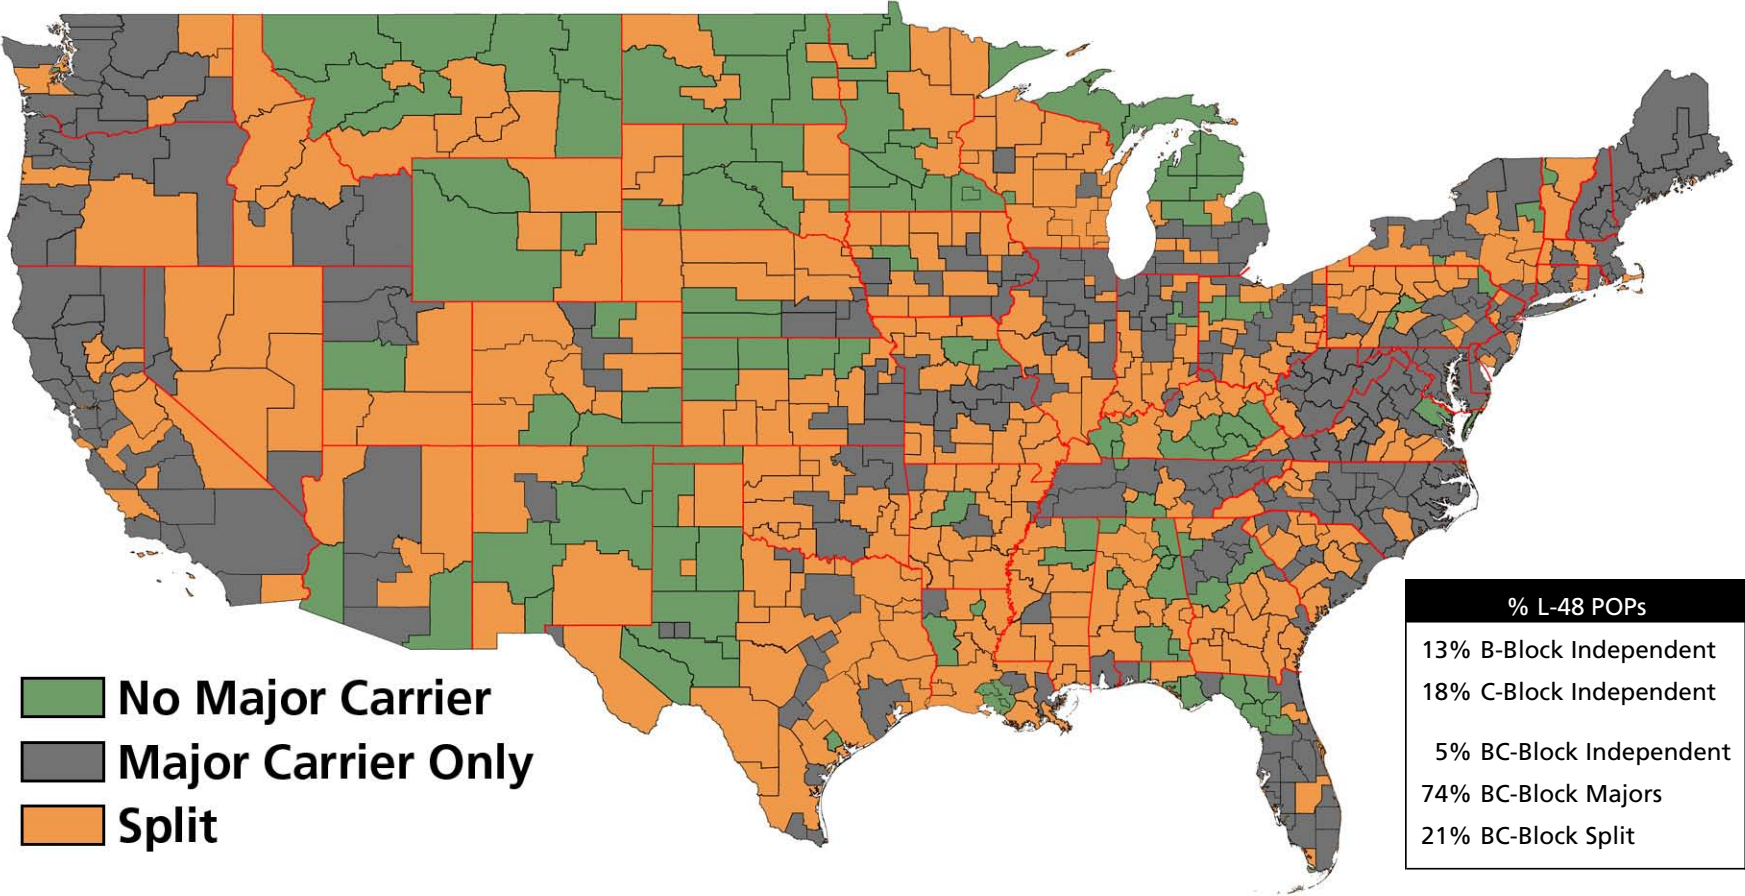 % L-48 POPs
13% B-Block Independent
18% C-Block Independent
5% BC-Block Independent
74% BC-Block Majors
21% BC-Block Split
No Major Carrier
Major Carrier Only
Split